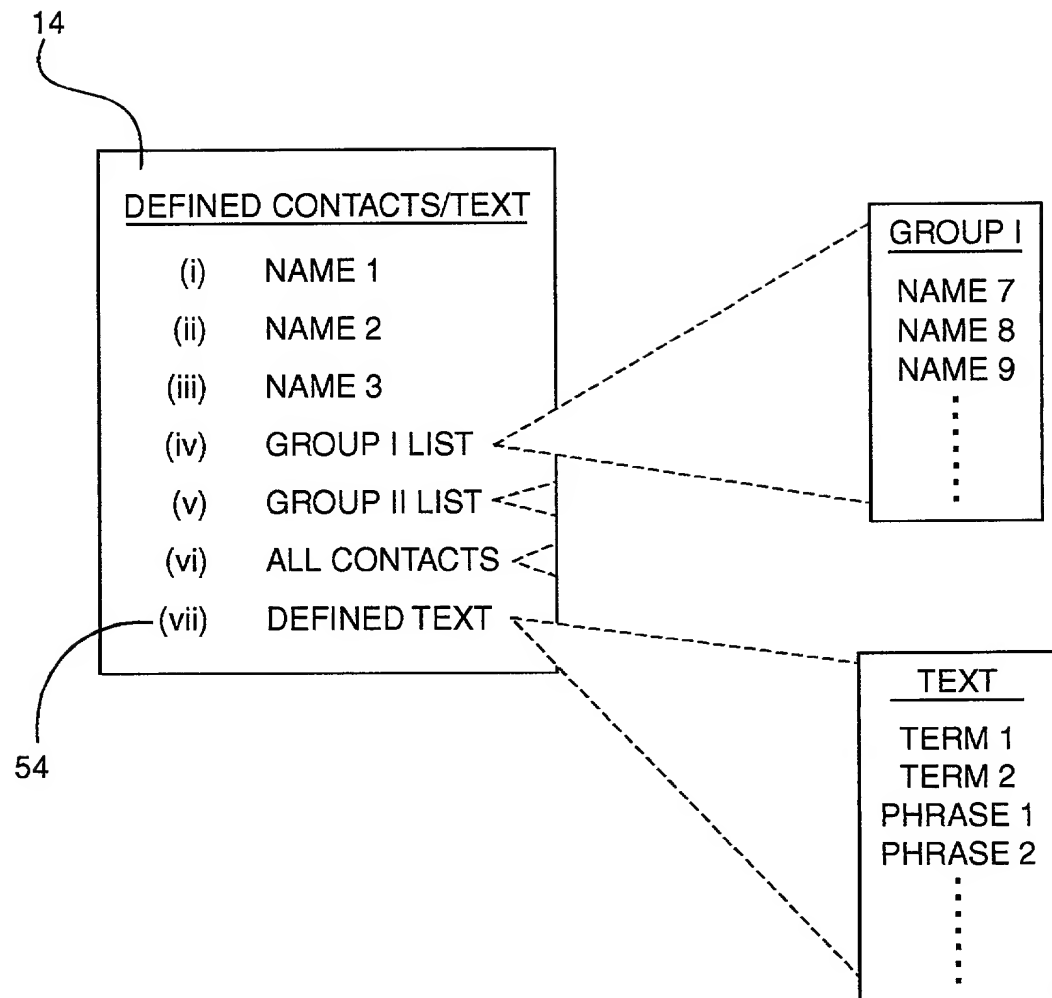 14
DEFINED CONTACTS/TEXT
(i) NAME 1
(ii) NAME 2
(iii) NAME 3
(iv) GROUP I LIST
(v) GROUP II LIST
(vi) ALL CONTACTS
(vii) DEFINED TEXT
54
GROUP I
NAME 7
NAME 8
NAME 9
TEXT
TERM 1
TERM 2
PHRASE 1
PHRASE 2